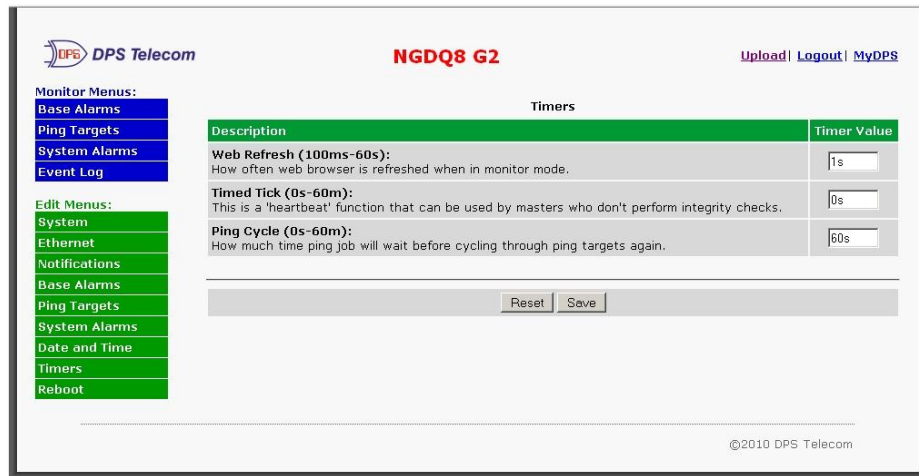 DPS DPS Telecom
NGDQ8 G2
Upload| Logout| MyDPS
Monitor Menus:
Base Alarms
Ping Targets
System Alarms
Event Log
Edit Menus:
System
Ethernet
Notifications
Base Alarms
Ping Targets
System Alarms
Date and Time
Timers
Reboot
Timers
Description Timer Value
Web Refresh (100ms-60s):
How often web browser is refreshed when in monitor mode.
1s
Timed Tick (0s-60m):
This is a 'heartbeat' function that can be used by masters who don't perform integrity checks.
0s
Ping Cycle (0s-60m):
How much time ping job will wait before cycling through ping targets again.
60s
Reset Save
©2010 DPS Telecom